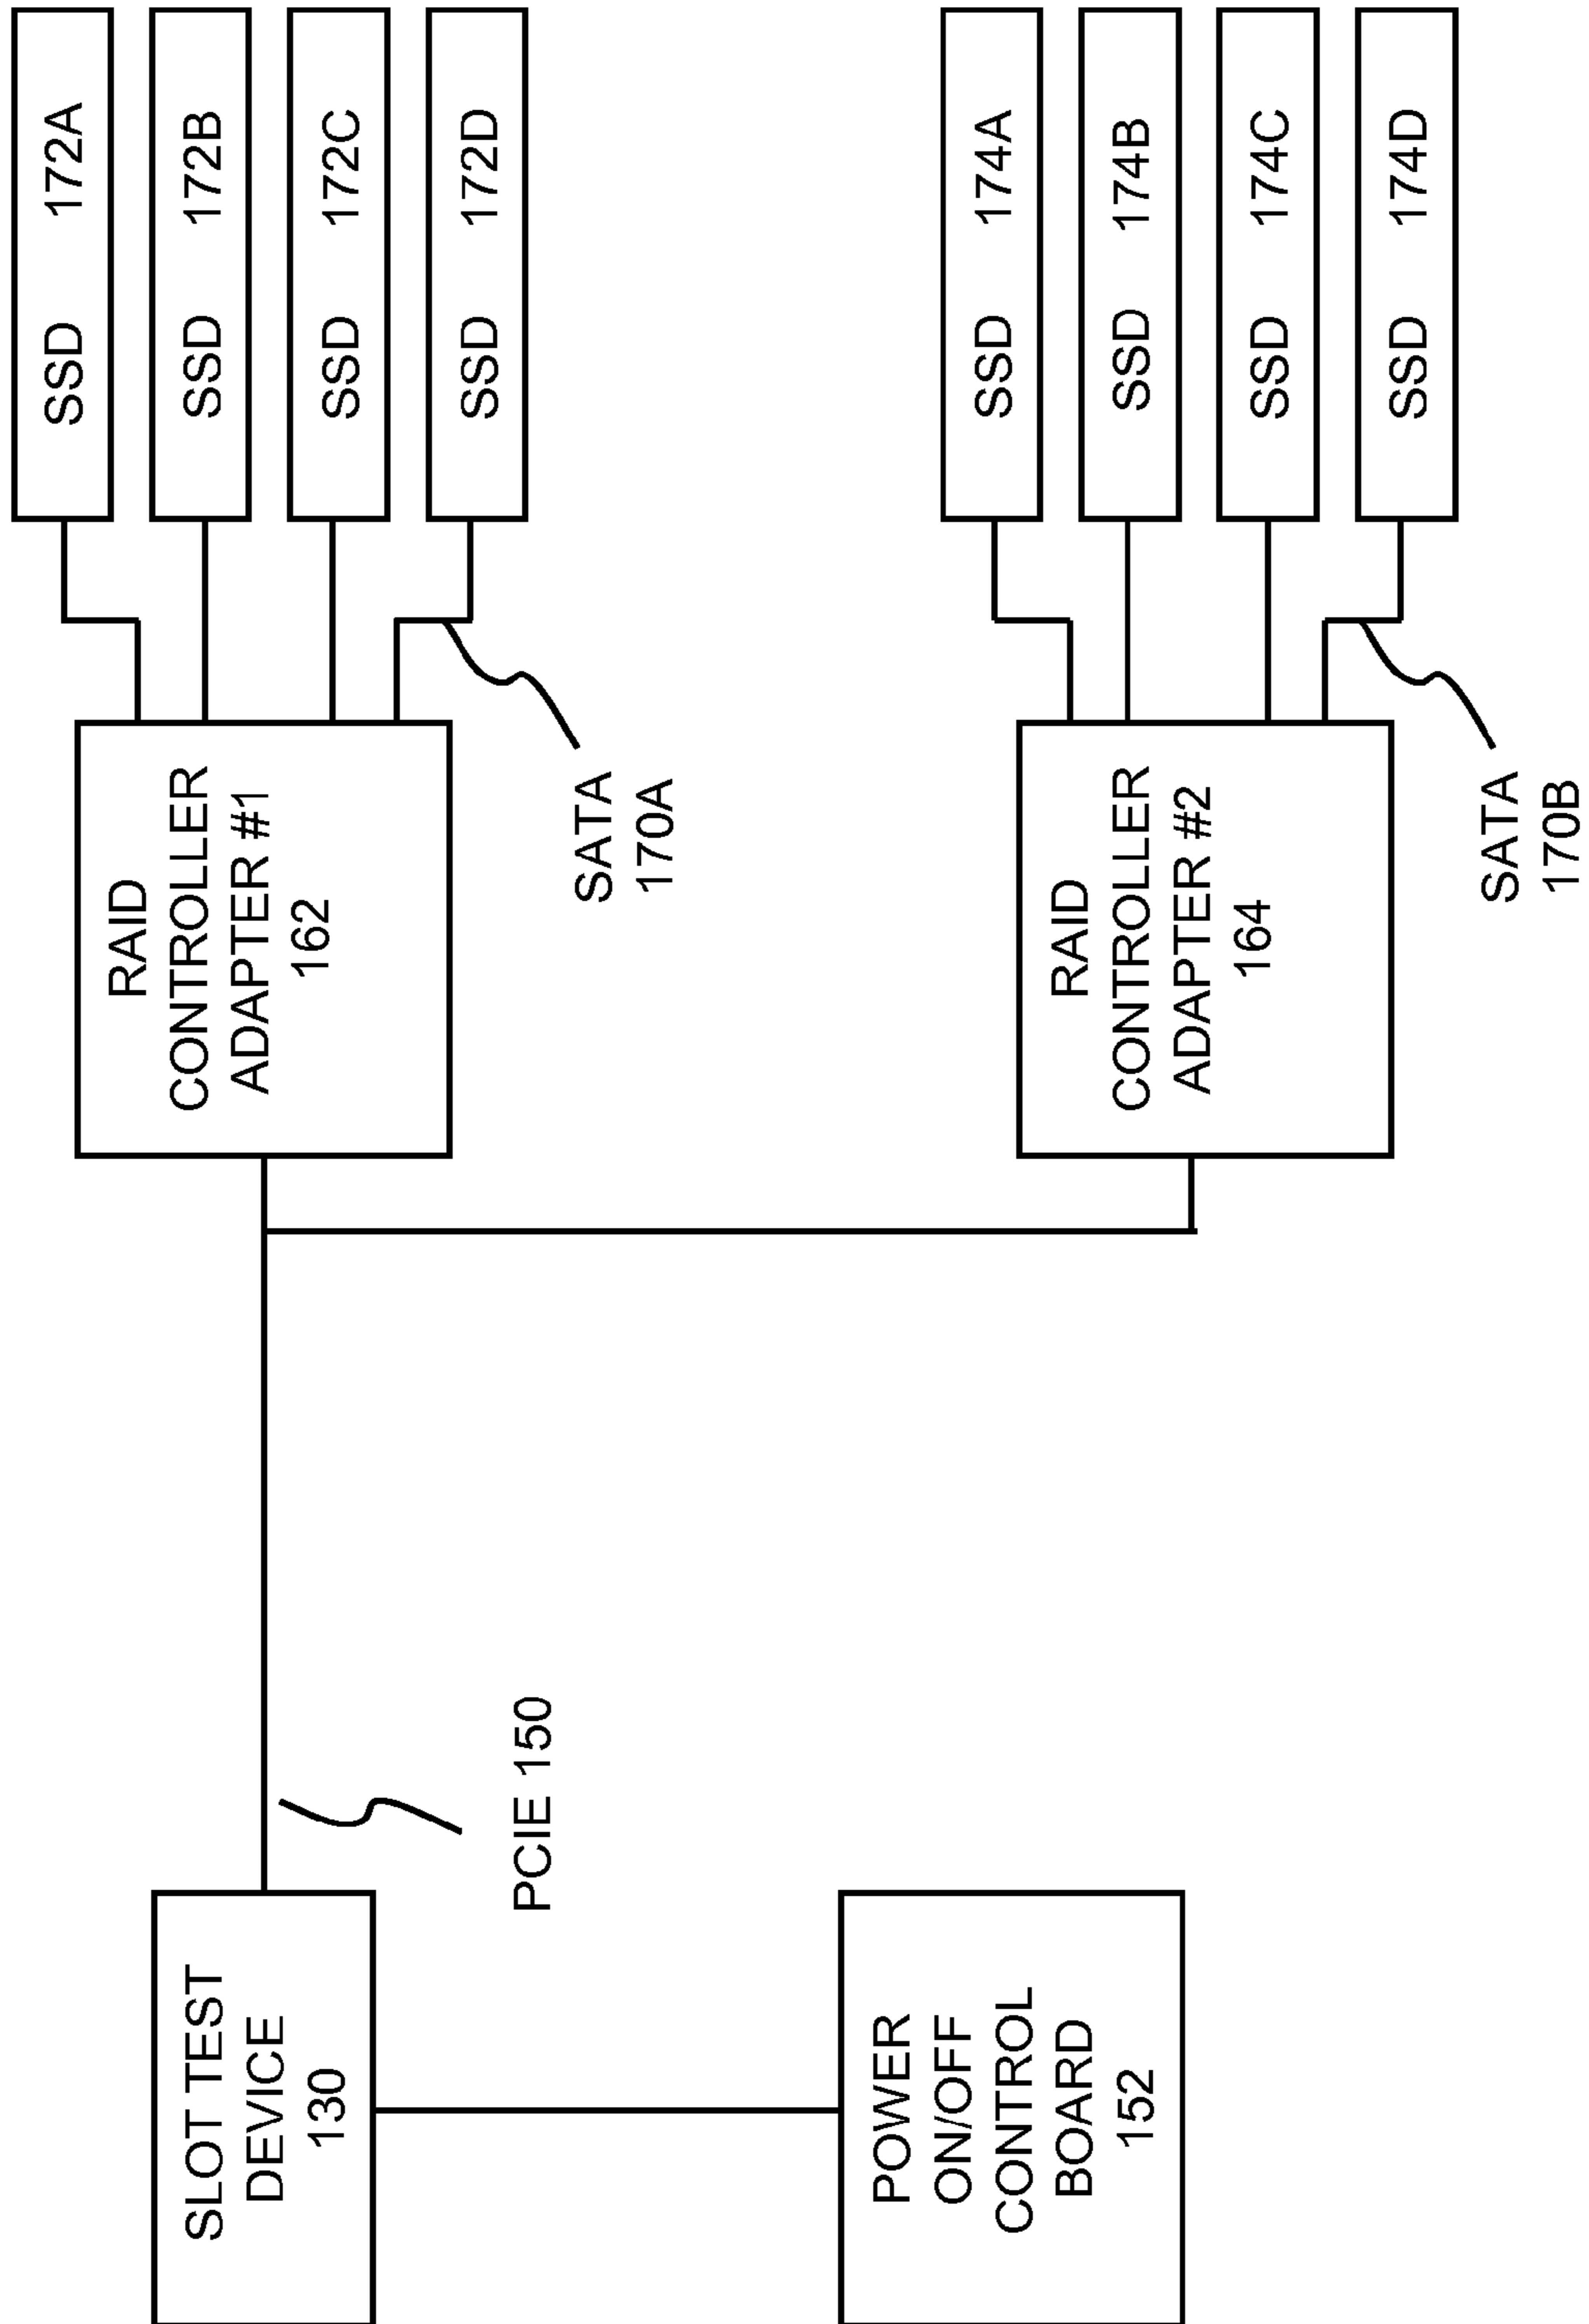 SLOT TEST
DEVICE
130
PCIE 150
POWER
ON/OFF
CONTROL
BOARD
152
RAID
CONTROLLER
ADAPTER #1
162
SATA
170A
SSD 172A
SSD 172B
SSD 172C
SSD 172D
RAID
CONTROLLER
ADAPTER #2
164
SATA
170B
SSD 174A
SSD 174B
SSD 174C
SSD 174D